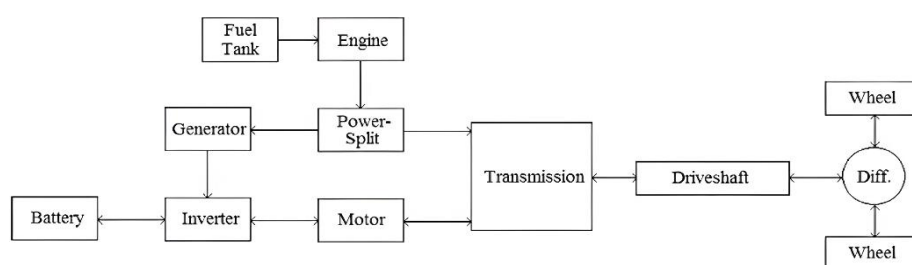 Fuel
Tank
Engine
Generator
Power-
Split
Transmission
Driveshaft
Wheel
Diff.
Battery
Inverter
Motor
Wheel